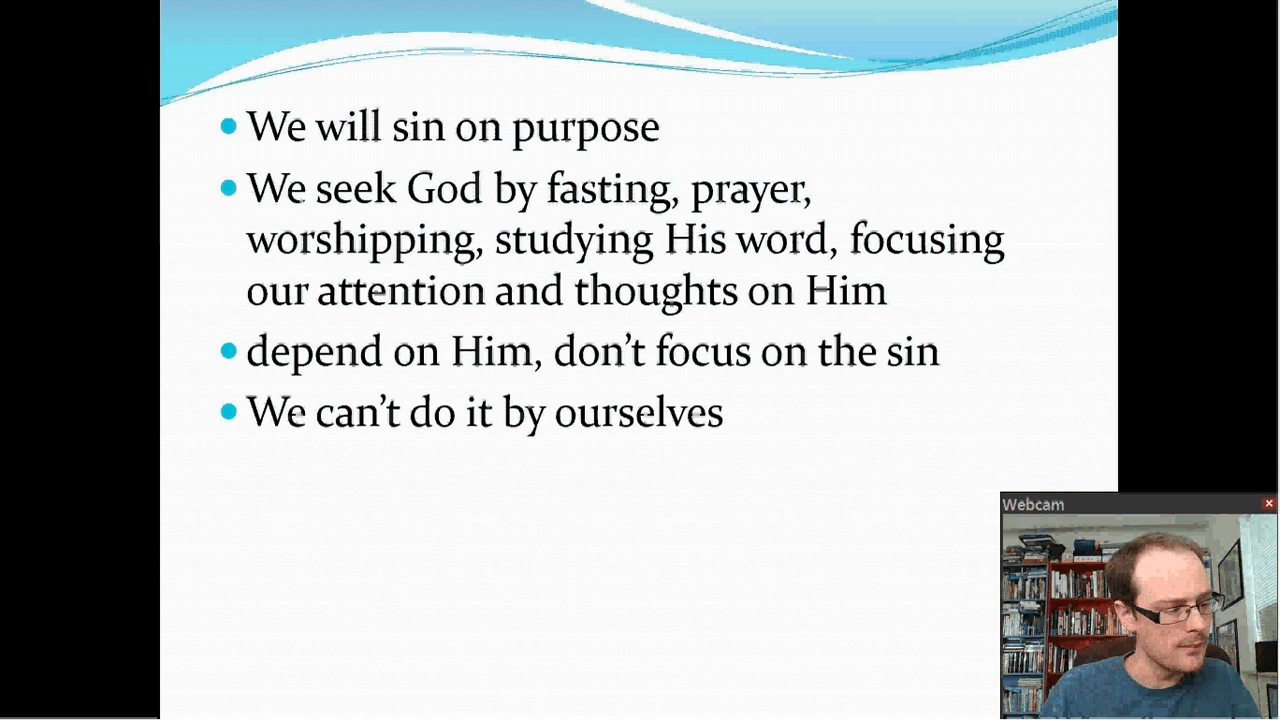 We will sin on purpose
We seek God by fasting, prayer,
worshipping, studying His word, focusing
our attention and thoughts on Him
depend on Him, don't focus on the sin
We can't do it by ourselves
Webcam